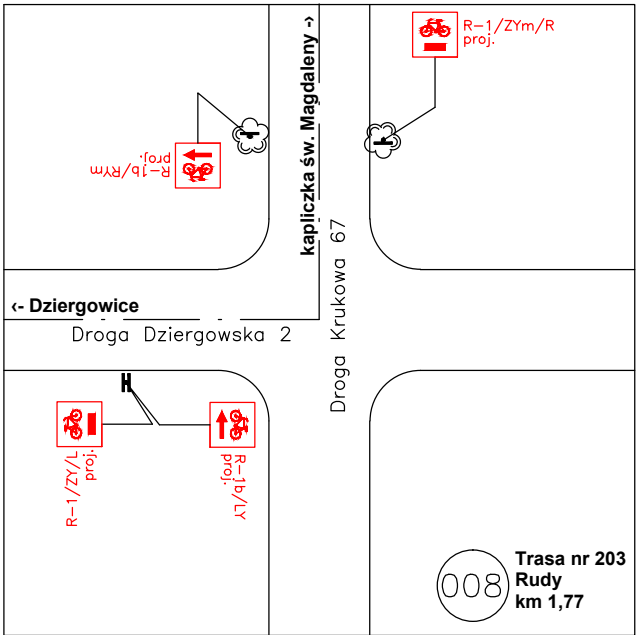 R-1/ZYm/R
proj.
kapliczka św. Magdaleny ->
R-1b/RYm
proj.
<- Dziergowice
Droga Dziergowska 2
Droga Krukowa 67
R-1/ZY/L
proj.
R-1b/LY
proj.
008
Trasa nr 203
Rudy
km 1,77